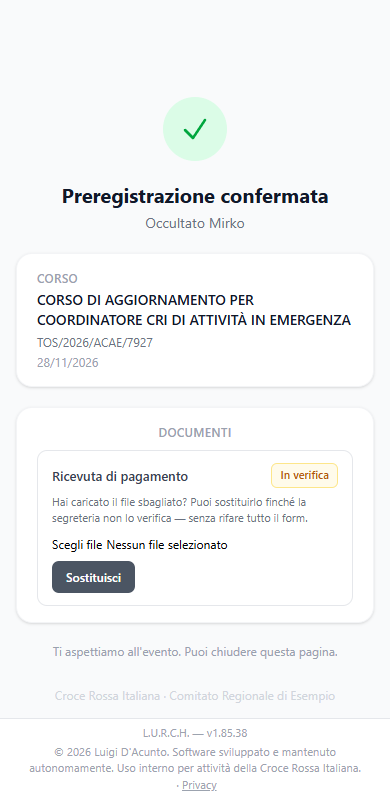 Preregistrazione confermata
Occultato Mirko
CORSO
CORSO DI AGGIORNAMENTO PER
COORDINATORE CRI DI ATTIVITÀ IN EMERGENZA
TOS/2026/ACAE/7927
28/11/2026
DOCUMENTI
Ricevuta di pagamento
In verifica
Hai caricato il file sbagliato? Puoi sostituirlo finché la
segreteria non lo verifica — senza rifare tutto il form.
Scegli file Nessun file selezionato
Sostituisci
Ti aspettiamo all'evento. Puoi chiudere questa pagina.
Croce Rossa Italiana · Comitato Regionale di Esempio
L.U.R.C.H. — v1.85.38
© 2026 Luigi D'Acunto. Software sviluppato e mantenuto
autonomamente. Uso interno per attività della Croce Rossa Italiana.
· Privacy